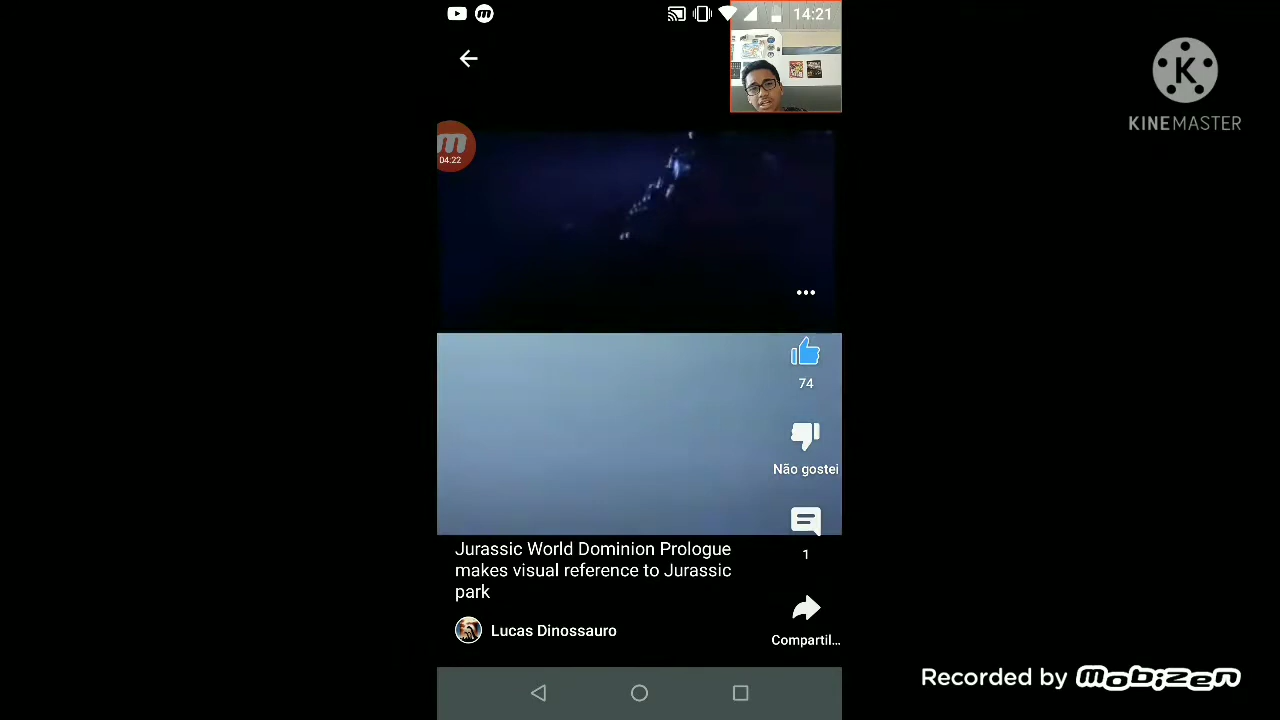 14:21
KINEMASTER
04:22
74
Não gostei
1
Jurassic World Dominion Prologue
makes visual reference to Jurassic
park
Lucas Dinossauro
Compartil...
Recorded by mobizen